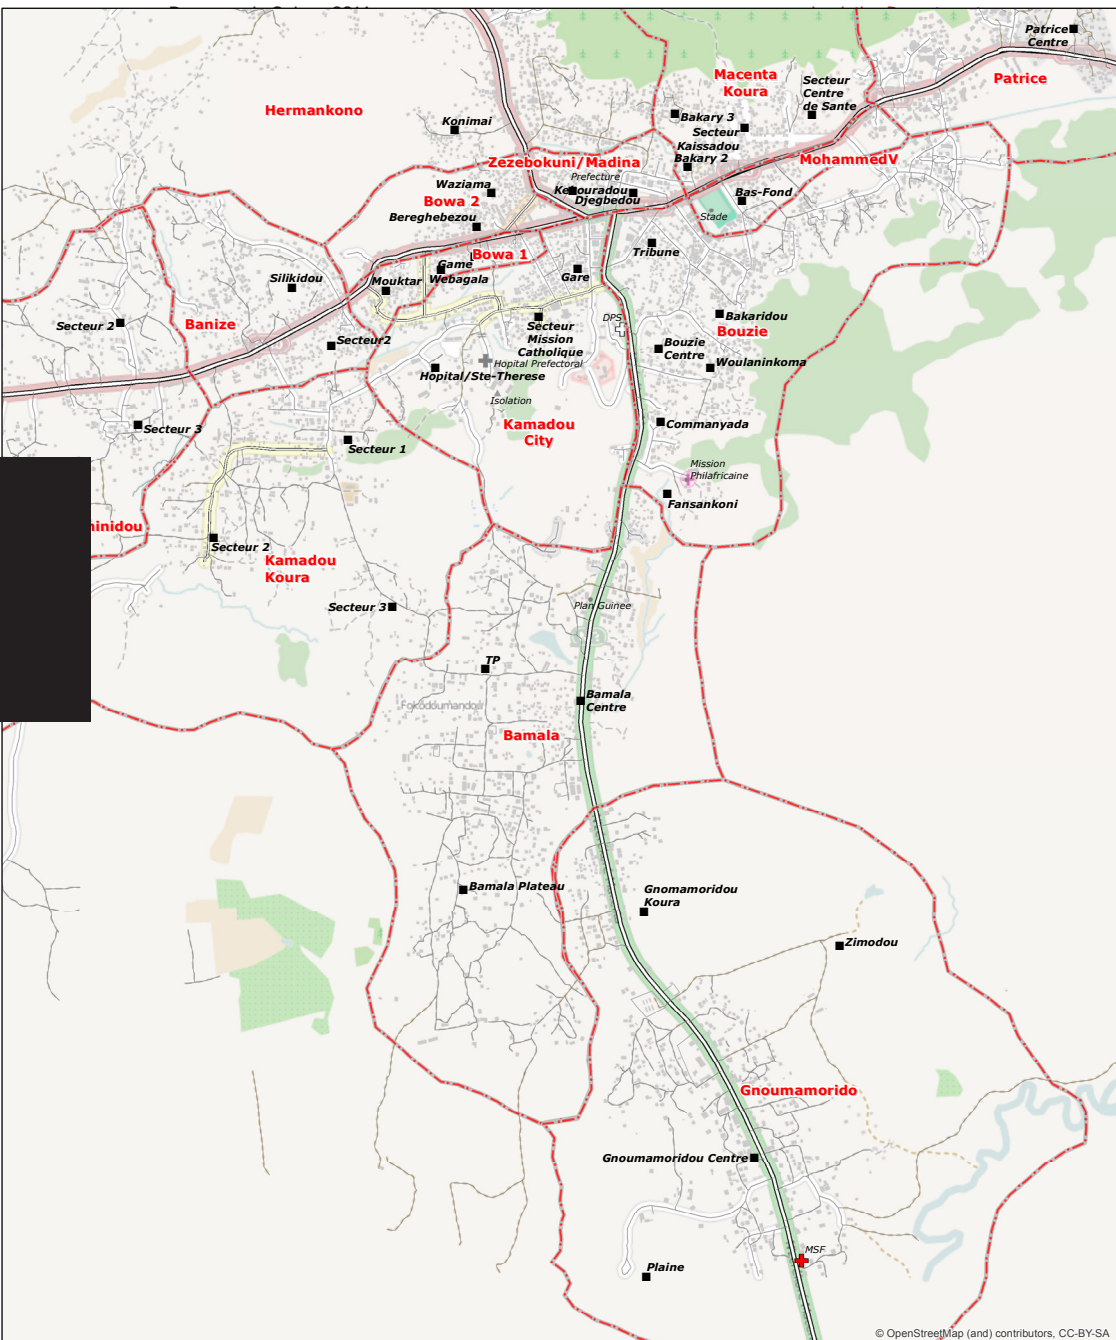 Patrice
Centre
Patrice
Macenta
Koura
Secteur
Centre
de Sante
Hermankono
Konimai
Bakary 3
Secteur
Kaissadou
Bakary 2
Zezebokuni/Madina
MohammedV
Prefecture
Waziama
Djegbedou
Bas-Fond
Bowa 2
Bereghebezou
Stade
Tribune
Bowa 1
Game
Webagala
Gare
Silikidou
Mouktar
Secteur 2
Banize
Secteur
Mission
Catholique
DPS
Bakaridou
Bouzie
Secteur2
Bouzie
Centre
Hopital Prefectoral
Hopital/Ste-Therese
Woulaninkoma
Isolation
Secteur 3
Kamadou
City
Commanyada
Secteur 1
Mission
Philafricaine
Fansankoni
Secteur 2
Kamadou
Koura
Secteur 3
Plan Guinee
TP
Bamala
Centre
Bamala
Bamala Plateau
Gnomamoridou
Koura
Zimodou
Gnoumamorido
Gnoumamoridou Centre
MSF
Plaine
© OpenStreetMap (and) contributors, CC-BY-SA